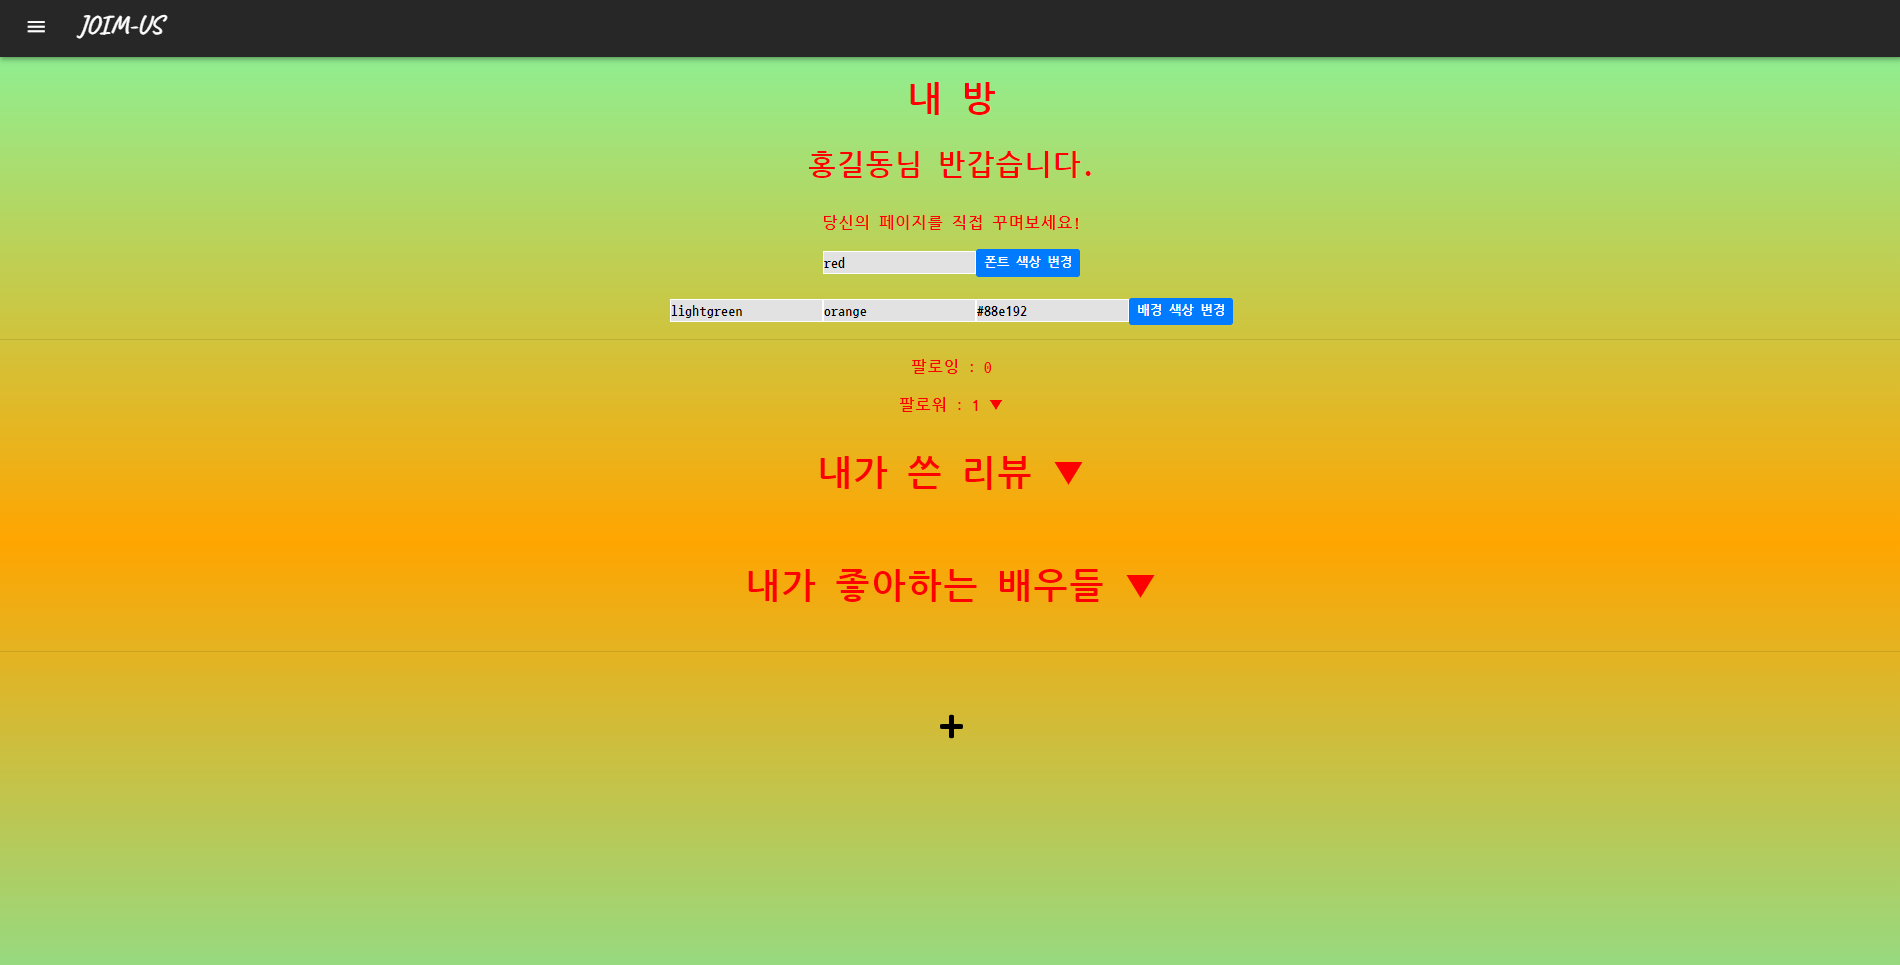 JOIM-US
내 방
홍길동님 반갑습니다.
당신의 페이지를 직접 꾸며보세요!
red 폰트 색상 변경
lightgreen orange #88e192 배경 색상 변경
팔로잉 : 0
팔로워 : 1 ▼
내가 쓴 리뷰 ▼
내가 좋아하는 배우들 ▼